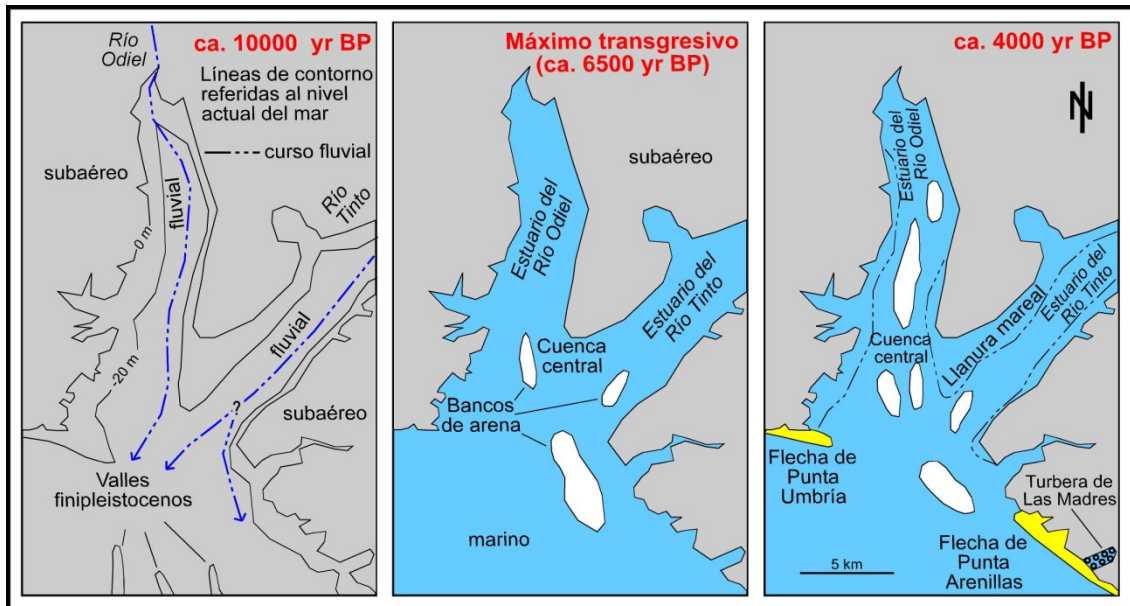 Río
Odiel
ca. 10000 yr BP
Líneas de contorno
referidas al nivel
actual del mar
curso fluvial
subaéreo
fluvial
Río
Tinto
0 m
fluvial
-20 m
?
subaéreo
Valles
finipleistocenos
Máximo transgresivo
(ca. 6500 yr BP)
subaéreo
Estuario del
Río Odiel
Estuario del
Río Tinto
Cuenca
central
Bancos
de arena
marino
ca. 4000 yr BP
N
Estuario del
Río Odiel
subaéreo
Estuario del
Río Tinto
Llanura mareal
Cuenca
central
Flecha de
Punta
Umbría
Turbera de
Las Madres
Flecha de
Punta
Arenillas
5 km